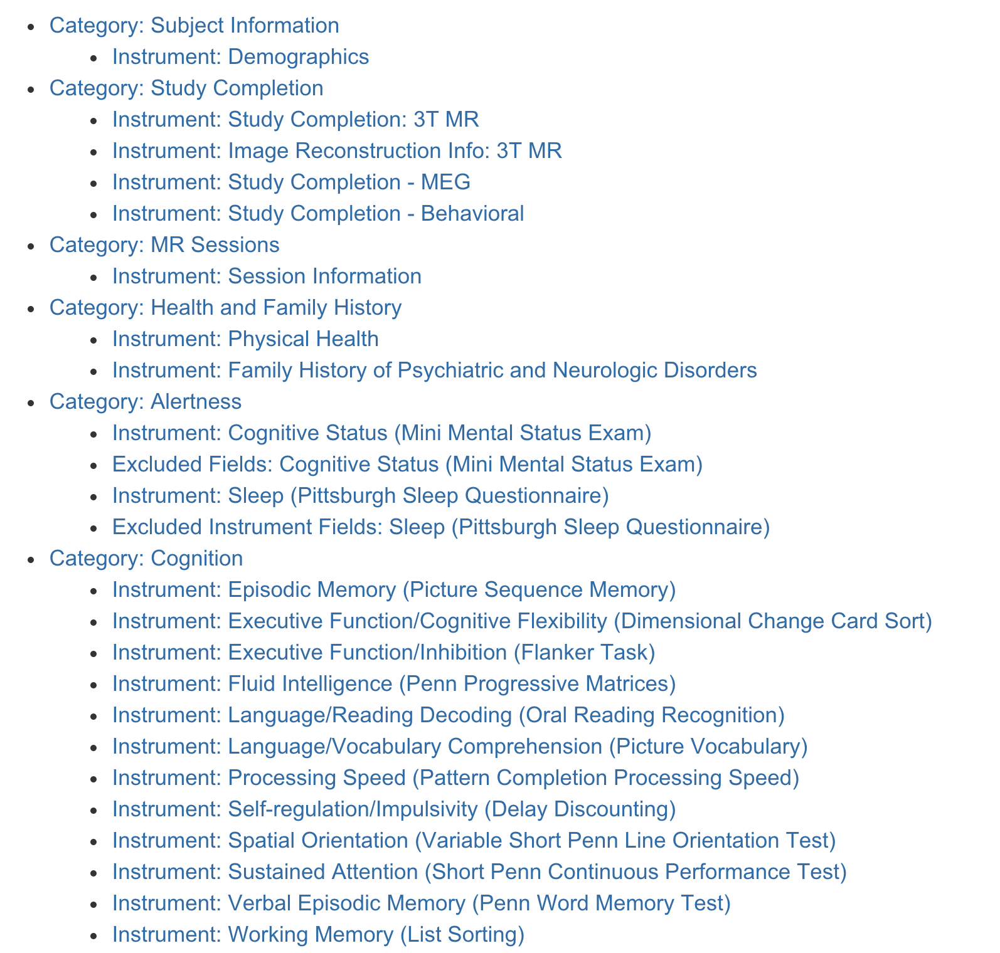 Category: Subject Information
Instrument: Demographics
Category: Study Completion
Instrument: Study Completion: 3T MR
Instrument: Image Reconstruction Info: 3T MR
Instrument: Study Completion - MEG
Instrument: Study Completion - Behavioral
Category: MR Sessions
Instrument: Session Information
Category: Health and Family History
Instrument: Physical Health
Instrument: Family History of Psychiatric and Neurologic Disorders
Category: Alertness
Instrument: Cognitive Status (Mini Mental Status Exam)
Excluded Fields: Cognitive Status (Mini Mental Status Exam)
Instrument: Sleep (Pittsburgh Sleep Questionnaire)
Excluded Instrument Fields: Sleep (Pittsburgh Sleep Questionnaire)
Category: Cognition
Instrument: Episodic Memory (Picture Sequence Memory)
Instrument: Executive Function/Cognitive Flexibility (Dimensional Change Card Sort)
Instrument: Executive Function/Inhibition (Flanker Task)
Instrument: Fluid Intelligence (Penn Progressive Matrices)
Instrument: Language/Reading Decoding (Oral Reading Recognition)
Instrument: Language/Vocabulary Comprehension (Picture Vocabulary)
Instrument: Processing Speed (Pattern Completion Processing Speed)
Instrument: Self-regulation/Impulsivity (Delay Discounting)
Instrument: Spatial Orientation (Variable Short Penn Line Orientation Test)
Instrument: Sustained Attention (Short Penn Continuous Performance Test)
Instrument: Verbal Episodic Memory (Penn Word Memory Test)
Instrument: Working Memory (List Sorting)